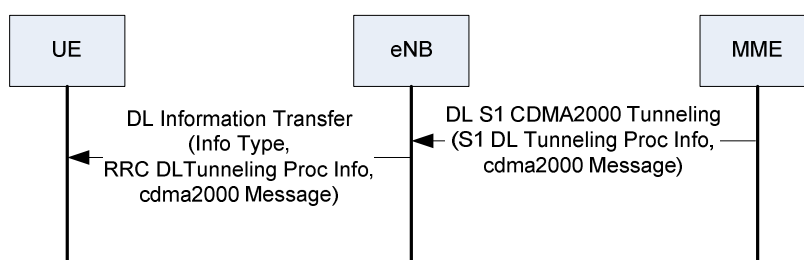 UE
eNB
MME
DL Information Transfer
(Info Type,
RRC DLTunneling Proc Info,
cdma2000 Message)
DL S1 CDMA2000 Tunneling
(S1 DL Tunneling Proc Info,
cdma2000 Message)